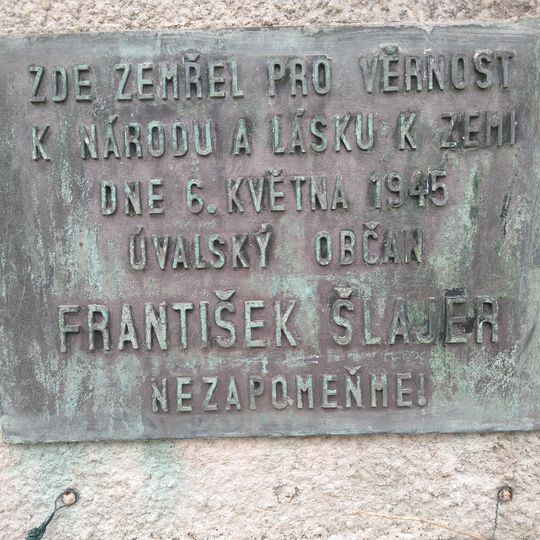 ZDE ZEMŘEL PRO VĚRNOST
K NÁRODU A LÁSKU K ZEMI
DNE 6. KVĚTNA 1945
ÚVALSKÝ OBČAN
FRANTIŠEK ŠLAJER
NEZAPOMEŇME!